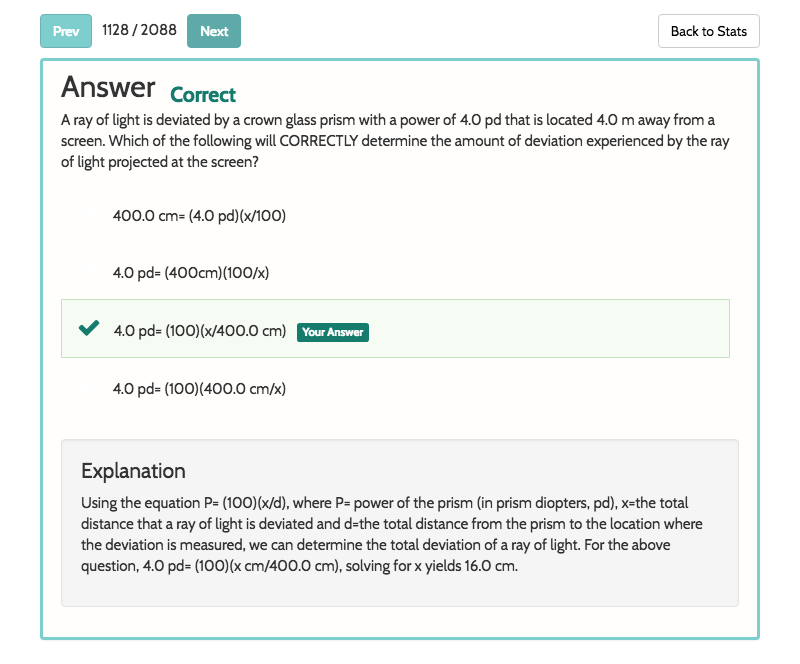 Prev 1128 / 2088 Next Back to Stats
Answer Correct
A ray of light is deviated by a crown glass prism with a power of 4.0 pd that is located 4.0 m away from a
screen. Which of the following will CORRECTLY determine the amount of deviation experienced by the ray
of light projected at the screen?
400.0 cm= (4.0 pd)(x/100)
4.0 pd= (400cm)(100/x)
4.0 pd= (100)(x/400.0 cm) Your Answer
4.0 pd= (100)(400.0 cm/x)
Explanation
Using the equation P= (100)(x/d), where P= power of the prism (in prism diopters, pd), x=the total
distance that a ray of light is deviated and d=the total distance from the prism to the location where
the deviation is measured, we can determine the total deviation of a ray of light. For the above
question, 4.0 pd= (100)(x cm/400.0 cm), solving for x yields 16.0 cm.